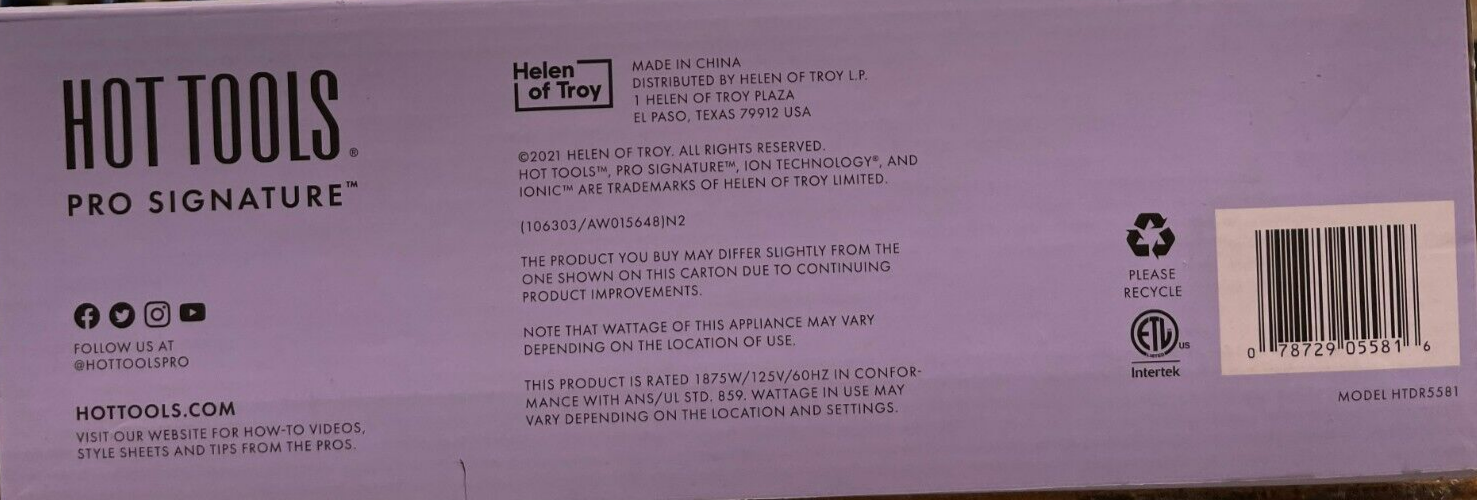 HOT TOOLS®
PRO SIGNATURE™
FOLLOW US AT
@HOTTOOLSPRO
HOTTOOLS.COM
VISIT OUR WEBSITE FOR HOW-TO VIDEOS,
STYLE SHEETS AND TIPS FROM THE PROS.
Helen
of Troy
MADE IN CHINA
DISTRIBUTED BY HELEN OF TROY L.P.
1 HELEN OF TROY PLAZA
EL PASO, TEXAS 79912 USA
©2021 HELEN OF TROY. ALL RIGHTS RESERVED.
HOT TOOLS™, PRO SIGNATURE™, ION TECHNOLOGY®, AND
IONIC™ ARE TRADEMARKS OF HELEN OF TROY LIMITED.
(106303/AW015648)N2
THE PRODUCT YOU BUY MAY DIFFER SLIGHTLY FROM THE
ONE SHOWN ON THIS CARTON DUE TO CONTINUING
PRODUCT IMPROVEMENTS.
NOTE THAT WATTAGE OF THIS APPLIANCE MAY VARY
DEPENDING ON THE LOCATION OF USE.
THIS PRODUCT IS RATED 1875W/125V/60HZ IN CONFOR-
MANCE WITH ANS/UL STD. 859. WATTAGE IN USE MAY
VARY DEPENDING ON THE LOCATION AND SETTINGS.
PLEASE
RECYCLE
ETL
LISTED
US
Intertek
0 78729 05581 6
MODEL HTDR5581